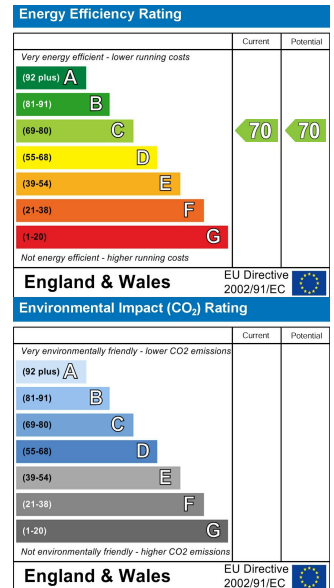 Energy Efficiency Rating
Current Potential
Very energy efficient - lower running costs
(92 plus) A
(81-91) B
(69-80) C 70 70
(55-68) D
(39-54) E
(21-38) F
(1-20) G
Not energy efficient - higher running costs
England & Wales EU Directive 2002/91/EC
Environmental Impact (CO₂) Rating
Current Potential
Very environmentally friendly - lower CO2 emissions
(92 plus) A
(81-91) B
(69-80) C
(55-68) D
(39-54) E
(21-38) F
(1-20) G
Not environmentally friendly - higher CO2 emissions
England & Wales EU Directive 2002/91/EC